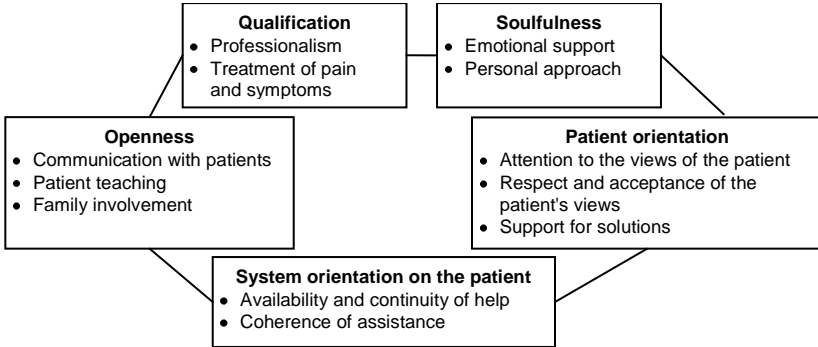 Qualification
● Professionalism
● Treatment of pain
and symptoms
Soulfulness
● Emotional support
● Personal approach
Openness
● Communication with patients
● Patient teaching
● Family involvement
Patient orientation
● Attention to the views of the patient
● Respect and acceptance of the
patient's views
● Support for solutions
System orientation on the patient
● Availability and continuity of help
● Coherence of assistance